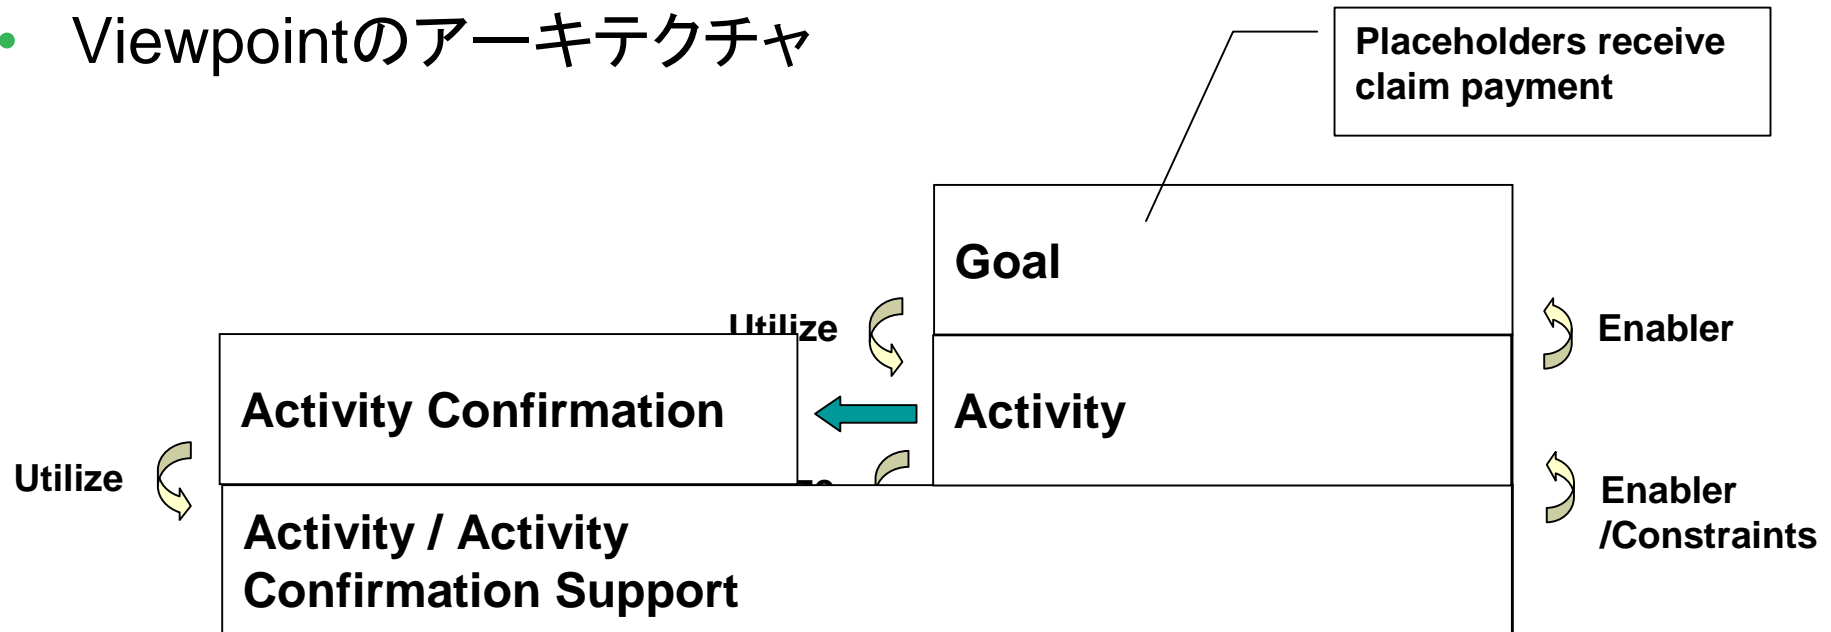 • Viewpointのアーキテクチャ
Placeholders receive
claim payment
Goal
Utilize
Enabler
Activity Confirmation
Activity
Utilize
Enabler
/Constraints
Activity / Activity
Confirmation Support